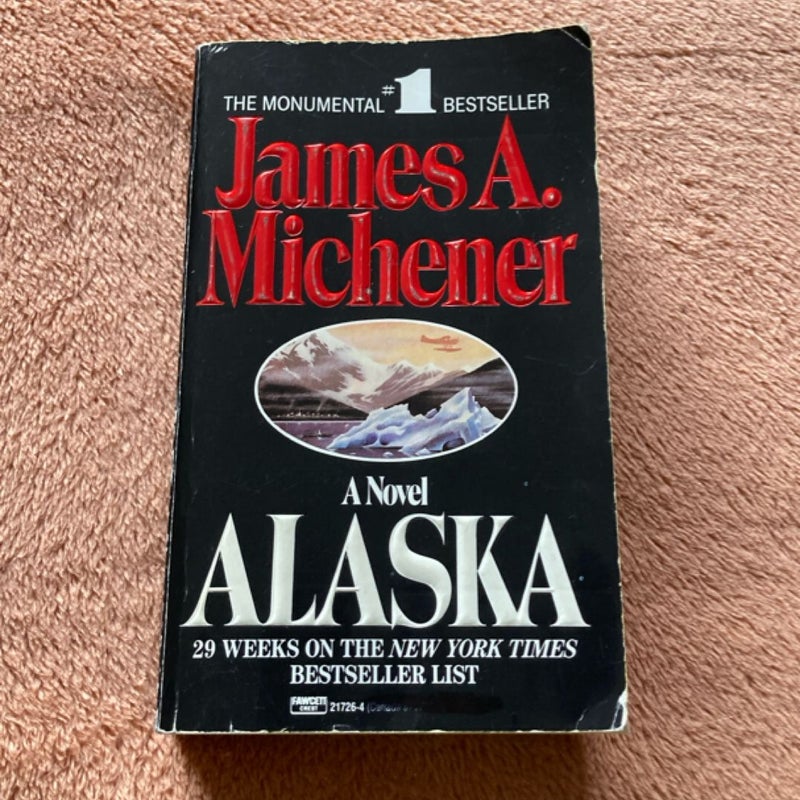 THE MONUMENTAL #1 BESTSELLER
James A.
Michener
A Novel
ALASKA
29 WEEKS ON THE NEW YORK TIMES
BESTSELLER LIST
FAWCETT
CREST
21726-4